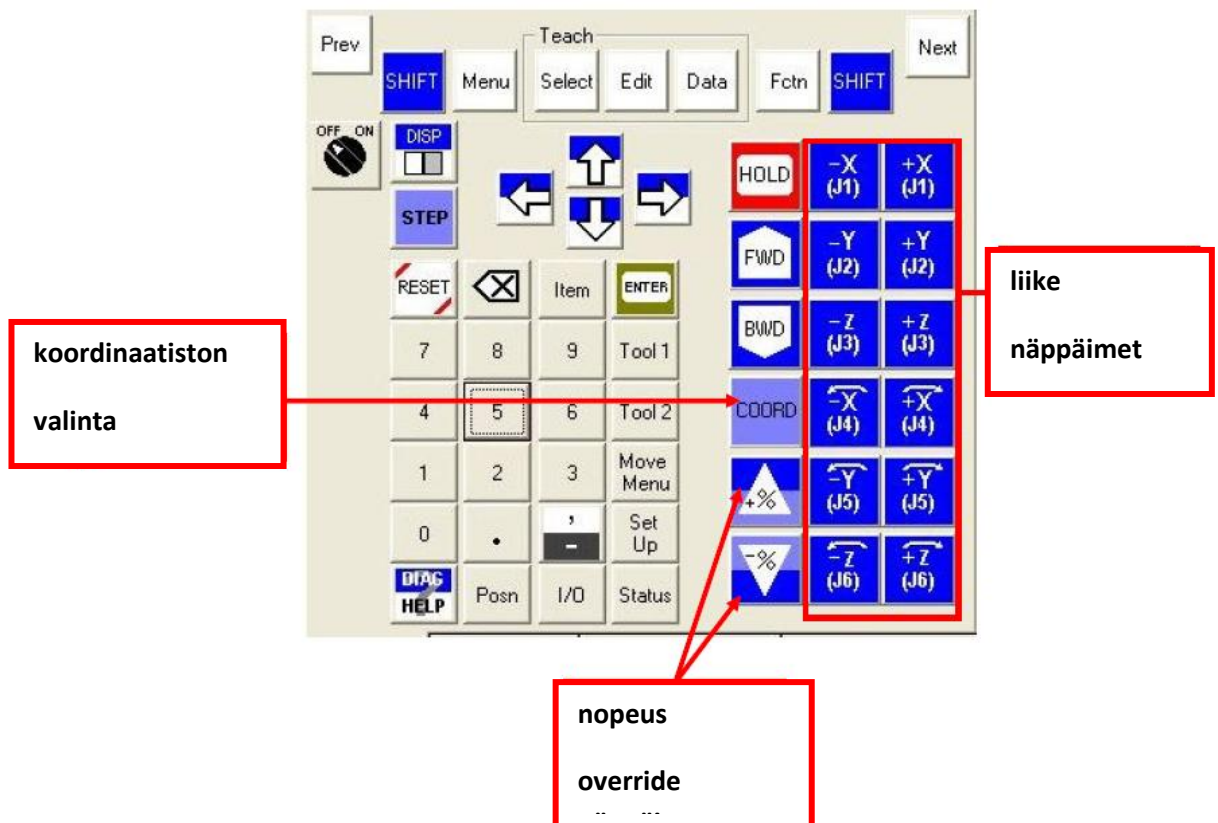 Prev
Teach
Next
SHIFT Menu Select Edit Data Fctn SHIFT
OFF ON
DISP
STEP
HOLD
-X (J1)
+X (J1)
FWD
-Y (J2)
+Y (J2)
RESET
Item
ENTER
BWD
-Z (J3)
+Z (J3)
7 8 9 Tool 1
COORD
-X (J4)
+X (J4)
4 5 6 Tool 2
1 2 3 Move Menu
+%
-Y (J5)
+Y (J5)
0 . , - Set Up
-%
-Z (J6)
+Z (J6)
DIAG HELP
Posn I/O Status
koordinaatiston
valinta
liike
näppäimet
nopeus
override